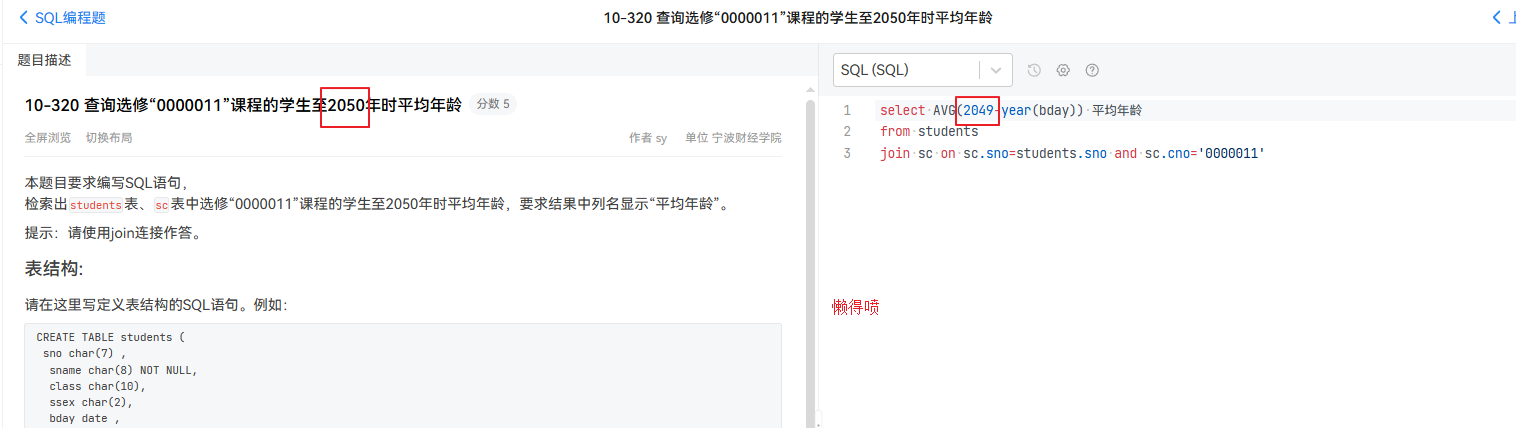 SQL编程题
10-320 查询选修“0000011”课程的学生至2050年时平均年龄
上
题目描述
10-320 查询选修“0000011”课程的学生至2050年时平均年龄 分数 5
全屏浏览 切换布局 作者 sy 单位 宁波财经学院
本题目要求编写SQL语句，
检索出students表、sc表中选修“0000011”课程的学生至2050年时平均年龄，要求结果中列名显示“平均年龄”。
提示：请使用join连接作答。
表结构:
请在这里写定义表结构的SQL语句。例如：
CREATE TABLE students (
sno char(7) ,
sname char(8) NOT NULL,
class char(10),
ssex char(2),
bday date ,
SQL (SQL)
1 select AVG(2049-year(bday)) 平均年龄
2 from students
3 join sc on sc.sno=students.sno and sc.cno='0000011'
懒得喷